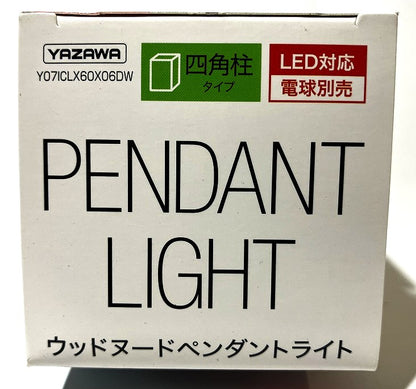 YAZAWA
Y07ICLX60X06DW
四角柱
タイプ
LED対応
電球別売
PENDANT
LIGHT
ウッドヌードペンダントライト